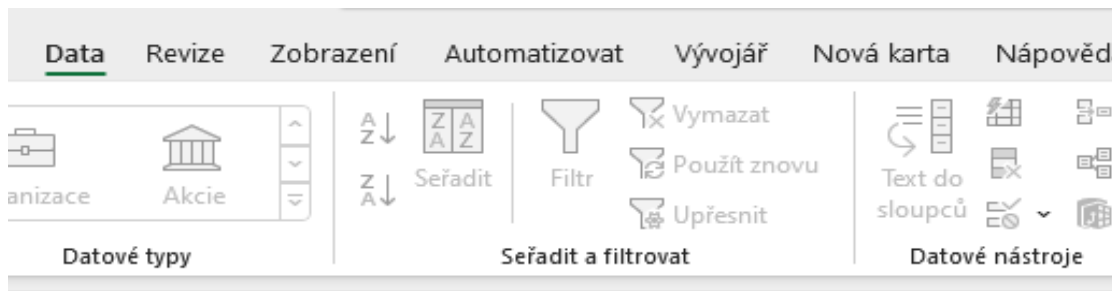 Data Revize Zobrazení Automatizovat Vývojář Nová karta Nápověd
anizace Akcie
Seřadit Filtr
Vymazat
Použít znovu
Upřesnit
Text do
sloupců
Datové typy Seřadit a filtrovat Datové nástroje